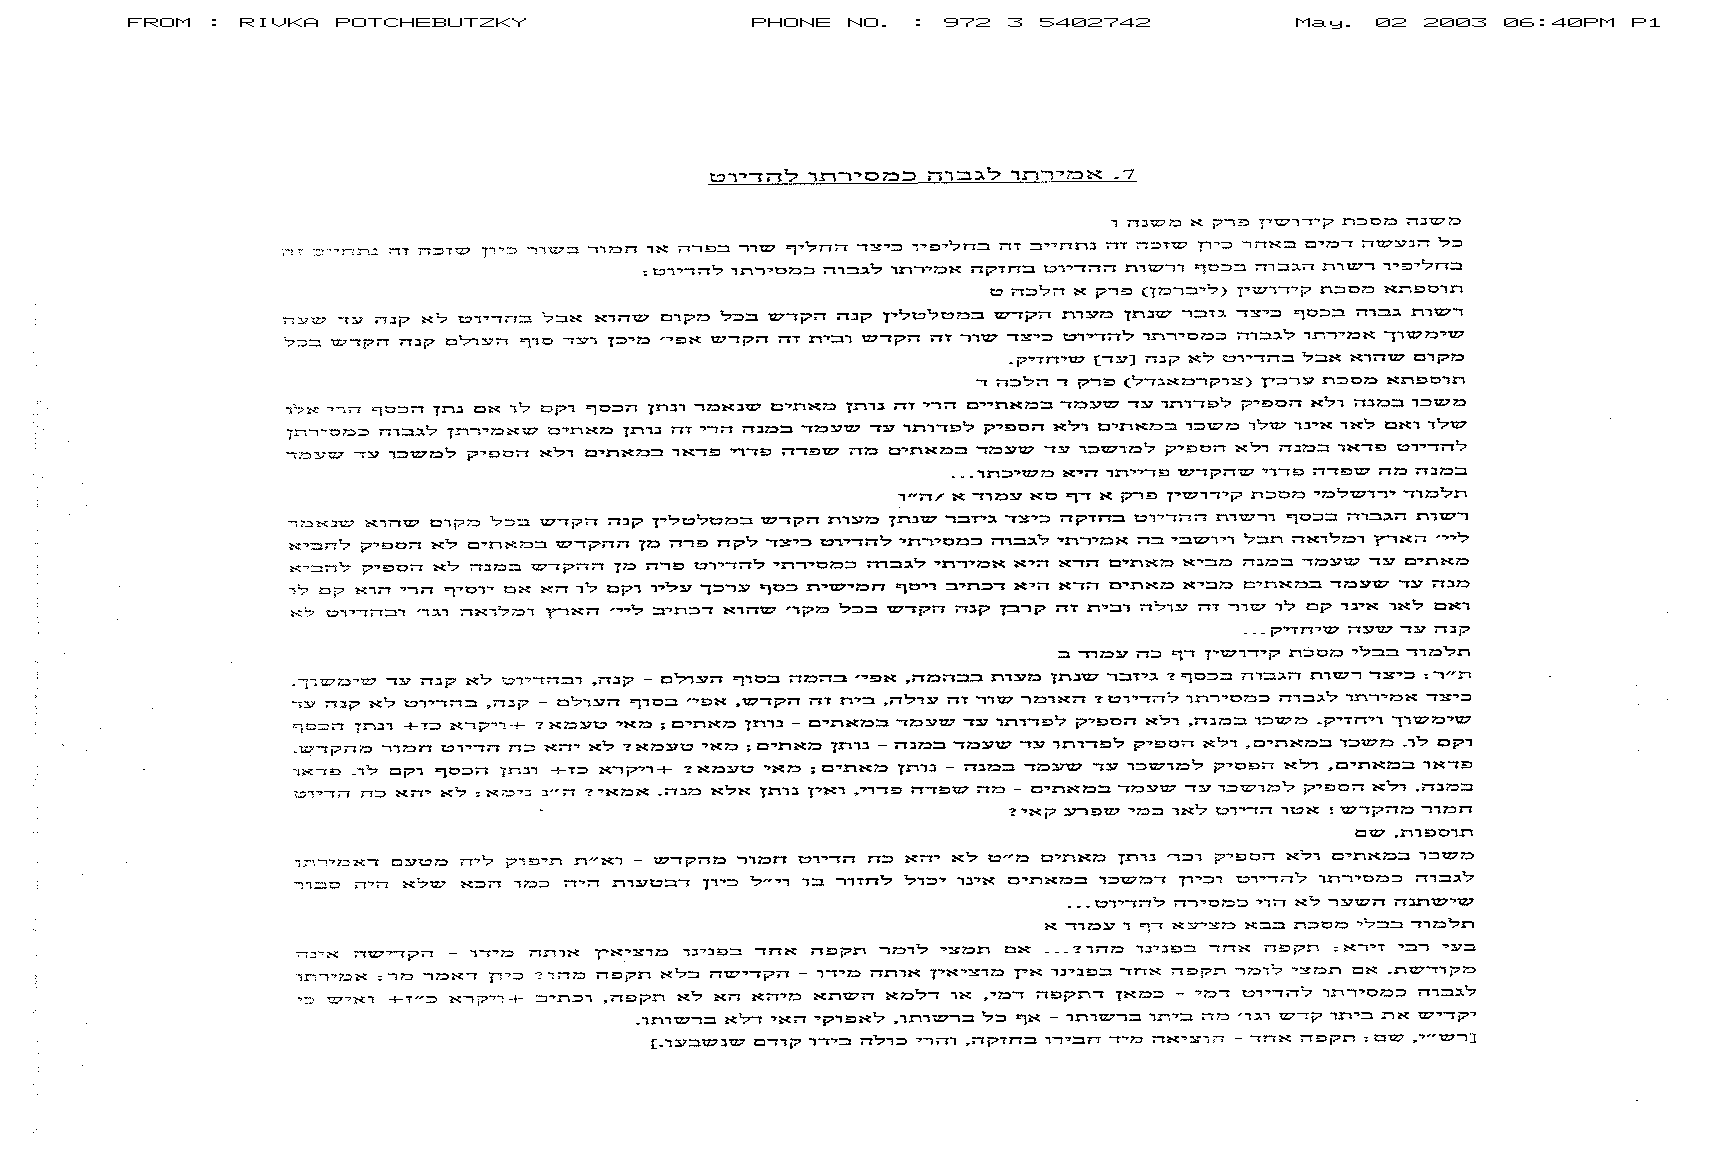 FROM : RIVKA POTCHEBUTZKY PHONE NO. : 972 3 5402742 May. 02 2003 06:40PM P1
7. אמירתו לגבוה כמסירתו להדיוט
משנה מסכת קידושין פרק א משנה ו
כל הנעשה דמים באחר כיון שזכה זה נתחייב זה בחליפיו כיצד החליף שור בפרה או חמור בשור כיון שזכה זה נתחייב זה
בחליפיו רשות הגבוה בכסף ורשות ההדיוט בחזקה אמירתו לגבוה כמסירתו להדיוט:
תוספתא מסכת קידושין (ליברמן) פרק א הלכה ט
רשות גבוה בכסף כיצד גזבר שנתן מעות הקדש במטלטלין קנה הקדש בכל מקום שהוא אבל בהדיוט לא קנה עד שעה
שימשוך אמירתו לגבוה כמסירתו להדיוט כיצד שור זה הקדש ובית זה הקדש אפי' מיכן ועד סוף העולם קנה הקדש בכל
מקום שהוא אבל בהדיוט לא קנה [עד] שיחזיק.
תוספתא מסכת ערכין (צוקרמאנדל) פרק ד הלכה ד
משכו במנה ולא הספיק לפדותו עד שעמד במאתיים הרי זה נותן מאתים שנאמר ונתן הכסף וקם לו אם נתן הכסף הרי אלו
שלו ואם לאו אינו שלו משכו במאתים ולא הספיק לפדותו עד שעמד במנה הרי זה נותן מאתים שאמירתן לגבוה כמסירתן
להדיוט פדאו במנה ולא הספיק למושכו עד שעמד במאתים מה שפדה פדוי פדאו במאתים ולא הספיק למשכו עד שעמד
במנה מה שפדה פדוי שהקדש פדייתו היא משיכתו...
תלמוד ירושלמי מסכת קידושין פרק א דף סא עמוד א /ה"ו
רשות הגבוה בכסף ורשות ההדיוט בחזקה כיצד גיזבר שנתן מעות הקדש במטלטלין קנה הקדש בכל מקום שהוא שנאמר
ליי' הארץ ומלואה תבל ויושבי בה אמירתי לגבוה כמסירתי להדיוט כיצד לקח פרה מן ההקדש במאתים לא הספיק להביא
מאתים עד שעמד במנה מביא מאתים הדא היא אמירתי לגבוה כמסירתי להדיוט פרה מן ההקדש במנה לא הספיק להביא
מנה עד שעמד במאתים מביא מאתים הדא היא דכתיב ויסף חמישית כסף ערכך עליו וקם לו הא אם יוסיף הרי הוא קם לו
ואם לאו אינו קם לו שור זה עולה ובית זה קרבן קנה הקדש בכל מקו' שהוא דכתיב ליי' הארץ ומלואה וגו' ובהדיוט לא
קנה עד שעה שיחזיק...
תלמוד בבלי מסכת קידושין דף כה עמוד ב
ת"ר: כיצד רשות הגבוה בכסף? גיזבר שנתן מעות בבהמה, אפי' בהמה בסוף העולם - קנה, ובהדיוט לא קנה עד שימשוך.
כיצד אמירתו לגבוה כמסירתו להדיוט? האומר שור זה עולה, בית זה הקדש, אפי' בסוף העולם - קנה, בהדיוט לא קנה עד
שימשוך ויחזיק. משכו במנה, ולא הספיק לפדותו עד שעמד במאתים - נותן מאתים; מאי טעמא? +ויקרא כז+ ונתן הכסף
וקם לו. משכו במאתים, ולא הספיק לפדותו עד שעמד במנה - נותן מאתים; מאי טעמא? לא יהא כח הדיוט חמור מהקדש.
פדאו במאתים, ולא הפסיק למושכו עד שעמד במנה - נותן מאתים; מאי טעמא? +ויקרא כז+ ונתן הכסף וקם לו. פדאו
במנה, ולא הספיק למושכו עד שעמד במאתים - מה שפדה פדוי, ואין נותן אלא מנה. אמאי? ה"נ נימא: לא יהא כח הדיוט
חמור מהקדש! אטו הדיוט לאו במי שפרע קאי?
תוספות, שם
משכו במאתים ולא הספיק וכו' נותן מאתים מ"ט לא יהא כח הדיוט חמור מהקדש - וא"ת תיפוק ליה מטעם דאמירתו
לגבוה כמסירתו להדיוט וכיון דמשכו במאתים אינו יכול לחזור בו וי"ל כיון דבטעות היה כמו הכא שלא היה סבור
שישתנה השער לא הוי כמסירה להדיוט...
תלמוד בבלי מסכת בבא מציעא דף ו עמוד א
בעי רבי זירא: תקפה אחד בפנינו מהו?... אם תמצי לומר תקפה אחד בפנינו מוציאין אותה מידו - הקדישה אינה
מקודשת. אם תמצי לומר תקפה אחד בפנינו אין מוציאין אותה מידו - הקדישה בלא תקפה מהו? כיון דאמר מר: אמירתו
לגבוה כמסירתו להדיוט דמי - כמאן דתקפה דמי, או דלמא השתא מיהא הא לא תקפה, וכתיב +ויקרא כ"ז+ ואיש כי
יקדיש את ביתו קדש וגו' מה ביתו ברשותו - אף כל ברשותו, לאפוקי האי דלא ברשותו.
[רש"י, שם: תקפה אחד - הוציאה מיד חבירו בחזקה, והרי כולה בידו קודם שנשבעו.]